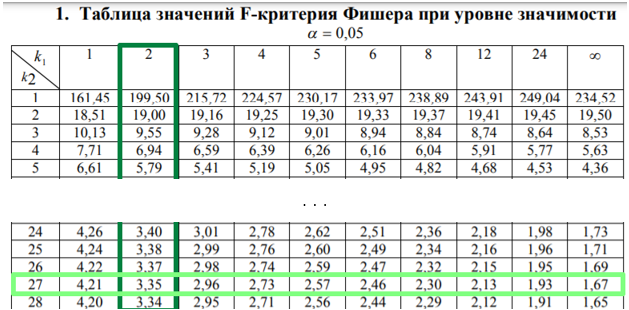 1. Таблица значений F-критерия Фишера при уровне значимости
α = 0,05
k1 1 2 3 4 5 6 8 12 24 ∞
k2
1 161,45 199,50 215,72 224,57 230,17 233,97 238,89 243,91 249,04 234,52
2 18,51 19,00 19,16 19,25 19,30 19,33 19,37 19,41 19,45 19,50
3 10,13 9,55 9,28 9,12 9,01 8,94 8,84 8,74 8,64 8,53
4 7,71 6,94 6,59 6,39 6,26 6,16 6,04 5,91 5,77 5,63
5 6,61 5,79 5,41 5,19 5,05 4,95 4,82 4,68 4,53 4,36
. . .
24 4,26 3,40 3,01 2,78 2,62 2,51 2,36 2,18 1,98 1,73
25 4,24 3,38 2,99 2,76 2,60 2,49 2,34 2,16 1,96 1,71
26 4,22 3,37 2,98 2,74 2,59 2,47 2,32 2,15 1,95 1,69
27 4,21 3,35 2,96 2,73 2,57 2,46 2,30 2,13 1,93 1,67
28 4,20 3,34 2,95 2,71 2,56 2,44 2,29 2,12 1,91 1,65